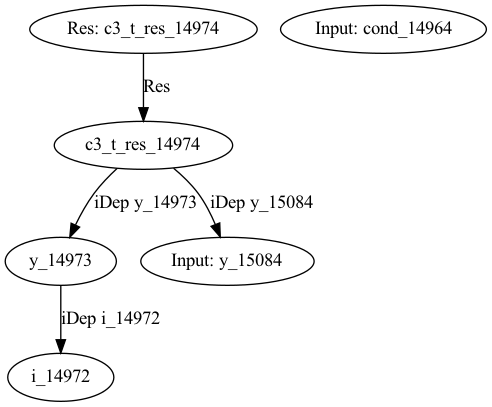 Res: c3_t_res_14974
Input: cond_14964
Res
c3_t_res_14974
iDep y_14973
iDep y_15084
y_14973
Input: y_15084
iDep i_14972
i_14972